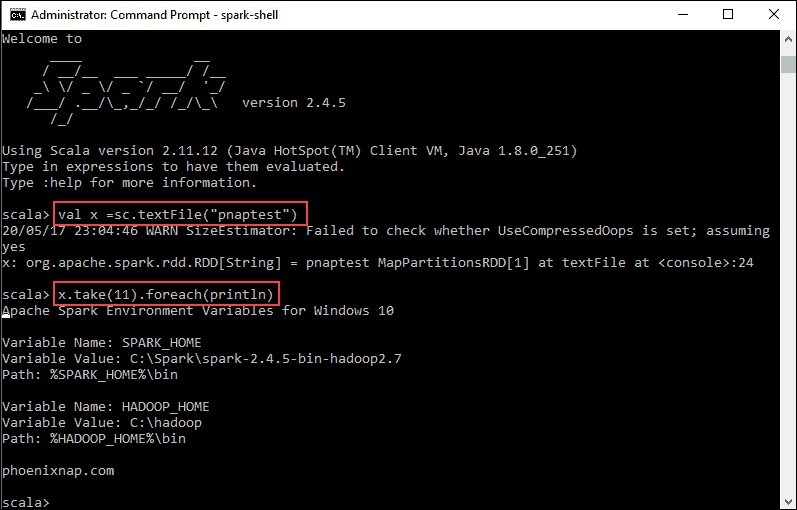 Administrator: Command Prompt - spark-shell
Welcome to
      ____              __
     / __/__  ___ _____/ /__
    _\ \/ _ \/ _ `/ __/  '_/
   /___/ .__/\_,_/_/ /_/\_\   version 2.4.5
      /_/
Using Scala version 2.11.12 (Java HotSpot(TM) Client VM, Java 1.8.0_251)
Type in expressions to have them evaluated.
Type :help for more information.
scala> val x =sc.textFile("pnaptest")
20/05/17 23:04:46 WARN SizeEstimator: Failed to check whether UseCompressedOops is set; assuming
yes
x: org.apache.spark.rdd.RDD[String] = pnaptest MapPartitionsRDD[1] at textFile at <console>:24
scala> x.take(11).foreach(println)
Apache Spark Environment Variables for Windows 10
Variable Name: SPARK_HOME
Variable Value: C:\Spark\spark-2.4.5-bin-hadoop2.7
Path: %SPARK_HOME%\bin
Variable Name: HADOOP_HOME
Variable Value: C:\hadoop
Path: %HADOOP_HOME%\bin
phoenixnap.com
scala>